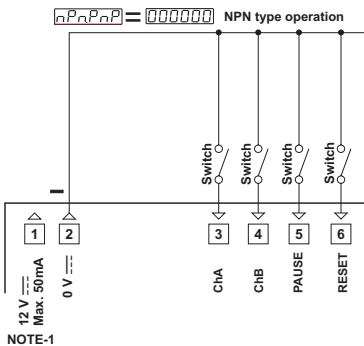 nPnPnP = 000000 NPN type operation
Switch Switch Switch Switch
1 2 3 4 5 6
12 V
Max. 50mA
0 V
ChA
ChB
PAUSE
RESET
NOTE-1